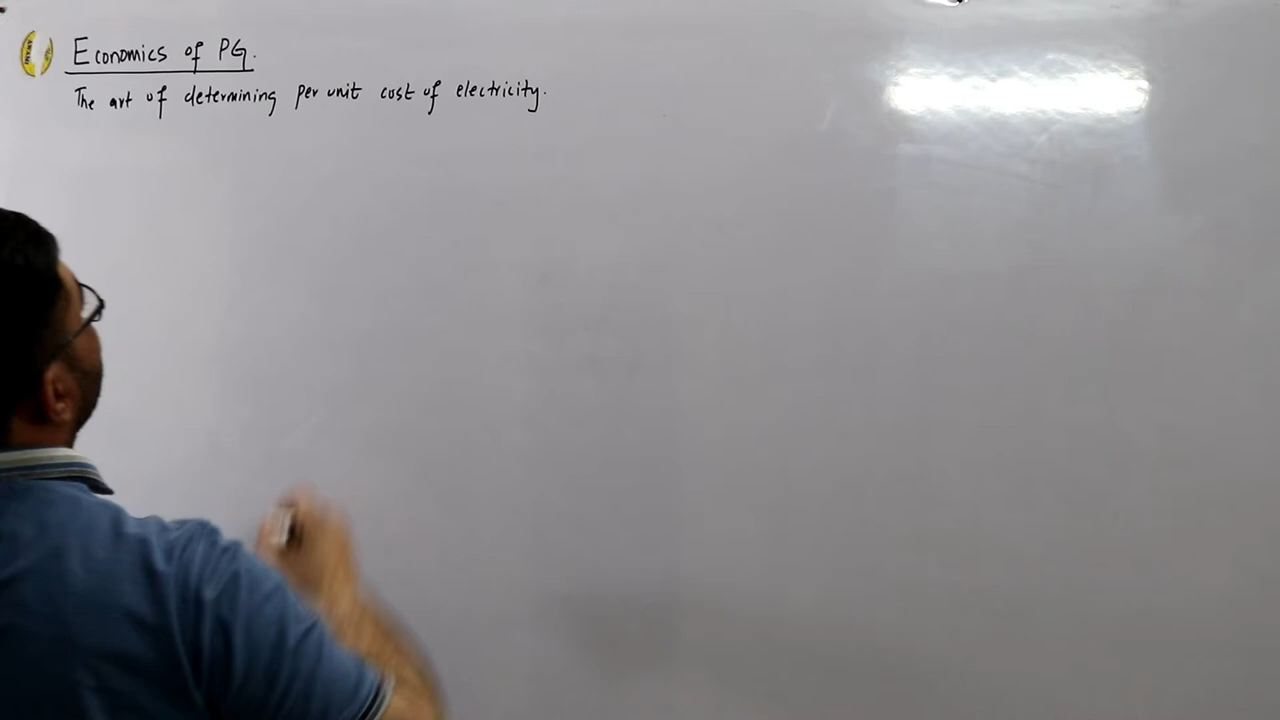 Economics of PG.
The art of determining per unit cost of electricity.